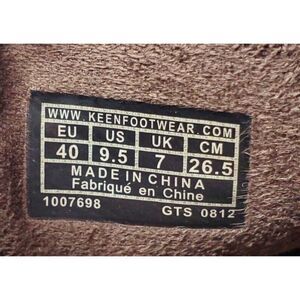 WWW.KEENFOOTWEAR.COM
EU US UK CM
40 9.5 7 26.5
MADE IN CHINA
Fabriqué en Chine
1007698 GTS 0812